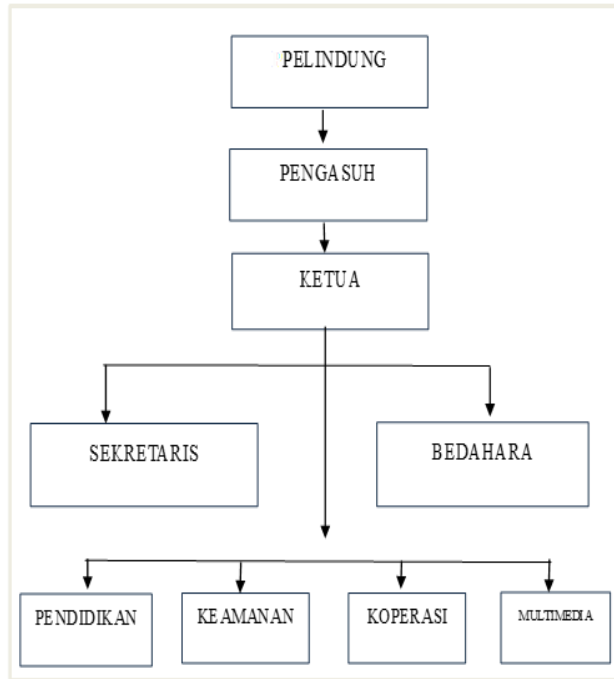 PELINDUNG
PENGASUH
KETUA
SEKRETARIS
BEDAHARA
PENDIDIKAN
KEAMANAN
KOPERASI
MULTIMEDIA